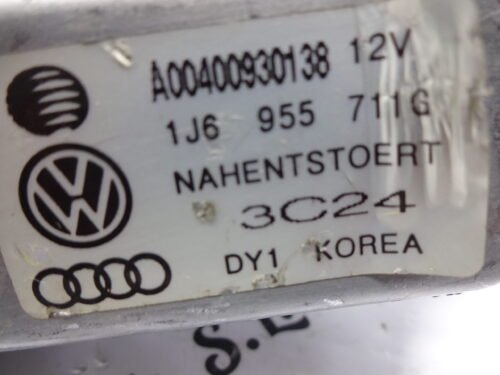 A00400930138 12V
1J6 955 711G
NAHENTSTOERT
3C24
DY1 KOREA